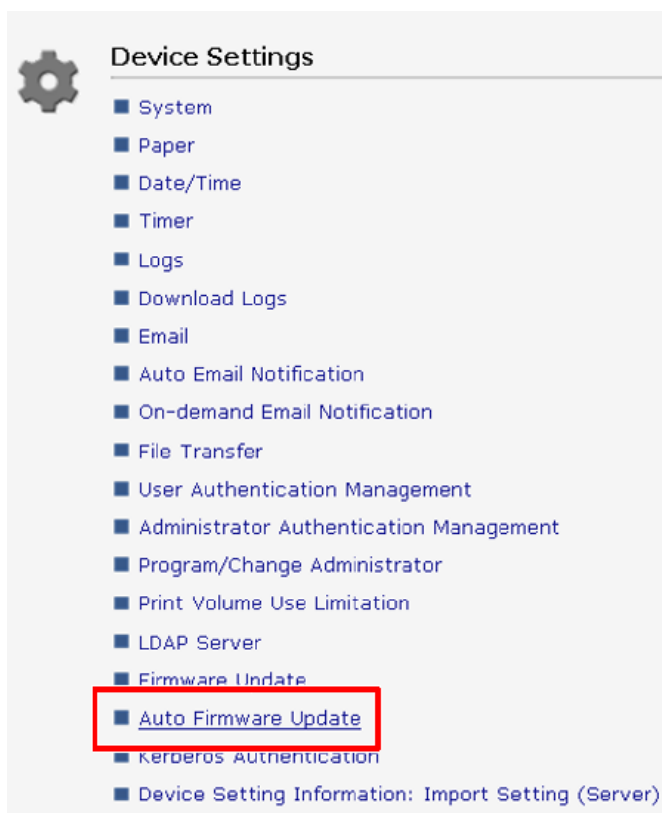 Device Settings
System
Paper
Date/Time
Timer
Logs
Download Logs
Email
Auto Email Notification
On-demand Email Notification
File Transfer
User Authentication Management
Administrator Authentication Management
Program/Change Administrator
Print Volume Use Limitation
LDAP Server
Firmware Update
Auto Firmware Update
Kerberos Authentication
Device Setting Information: Import Setting (Server)